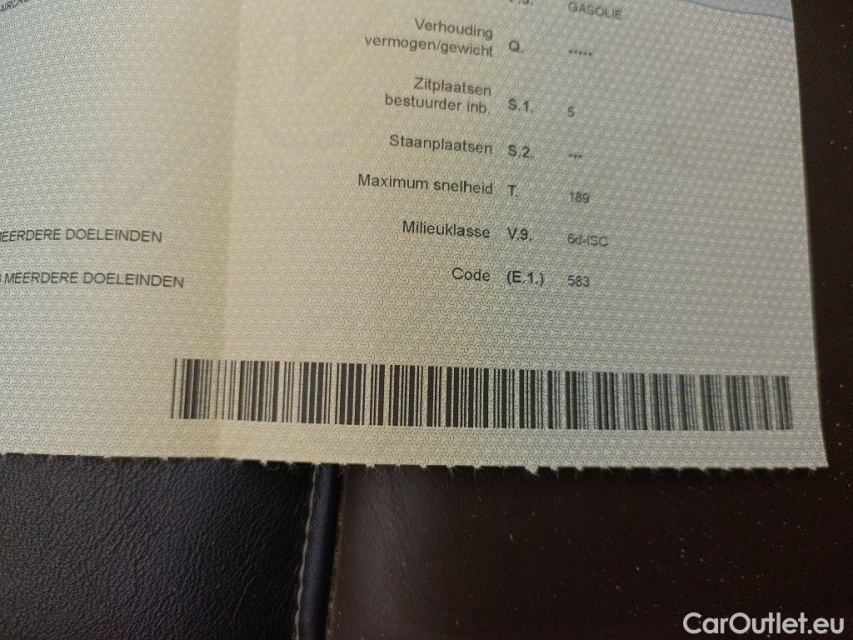 GASOLIE
Verhouding
vermogen/gewicht Q. -----
Zitplaatsen
bestuurder inb. S.1. 5
Staanplaatsen S.2. ---
Maximum snelheid T. 189
MEERDERE DOELEINDEN
Milieuklasse V.9. 6d-ISC
MEERDERE DOELEINDEN
Code (E.1.) 583
CarOutlet.eu